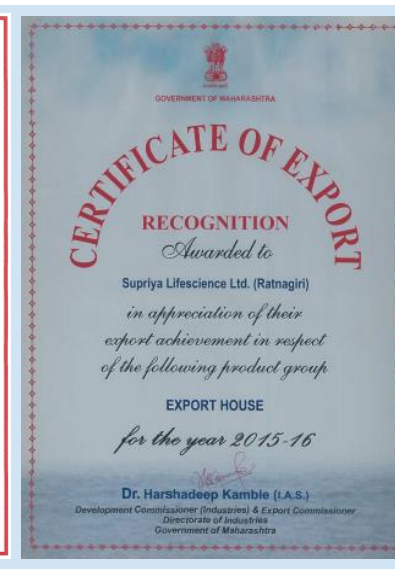 GOVERNMENT OF MAHARASHTRA
CERTIFICATE OF EXPORT
RECOGNITION
Awarded to
Supriya Lifescience Ltd. (Ratnagiri)
in appreciation of their
export achievement in respect
of the following product group
EXPORT HOUSE
for the year 2015-16
Dr. Harshadeep Kamble (I.A.S.)
Development Commissioner (Industries) & Export Commissioner
Directorate of Industries
Government of Maharashtra